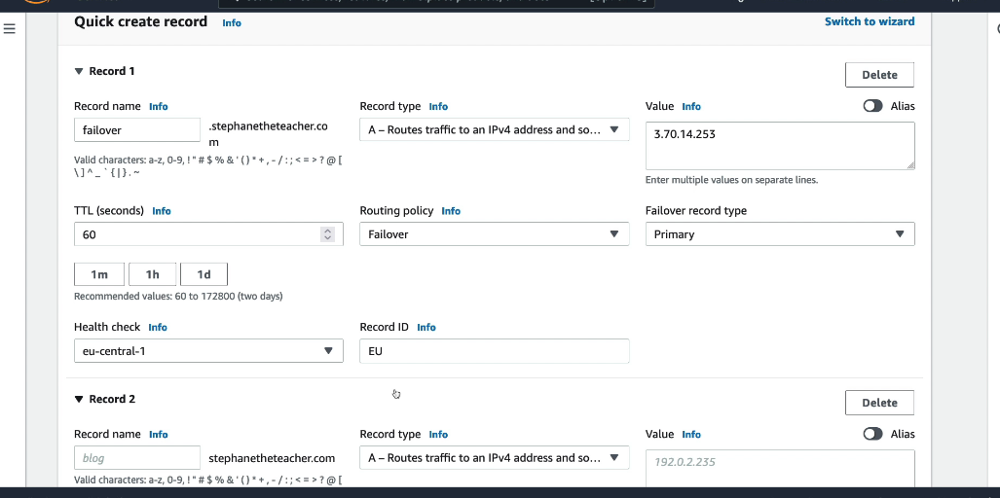 Quick create record Info
Switch to wizard
Record 1
Delete
Record name Info
failover
.stephanetheteacher.co
m
Valid characters: a-z, 0-9, ! " # $ % & ' ( ) * + , - / : ; < = > ? @ [
\ ] ^ _ ` { | } . ~
Record type Info
A – Routes traffic to an IPv4 address and so...
Value Info
Alias
3.70.14.253
Enter multiple values on separate lines.
TTL (seconds) Info
60
1m
1h
1d
Recommended values: 60 to 172800 (two days)
Routing policy Info
Failover
Failover record type
Primary
Health check Info
eu-central-1
Record ID Info
EU
Record 2
Delete
Record name Info
blog
stephanetheteacher.com
Valid characters: a-z, 0-9, ! " # $ % & ' ( ) * + , - / : ; < = > ? @ [
Record type Info
A – Routes traffic to an IPv4 address and so...
Value Info
Alias
192.0.2.235